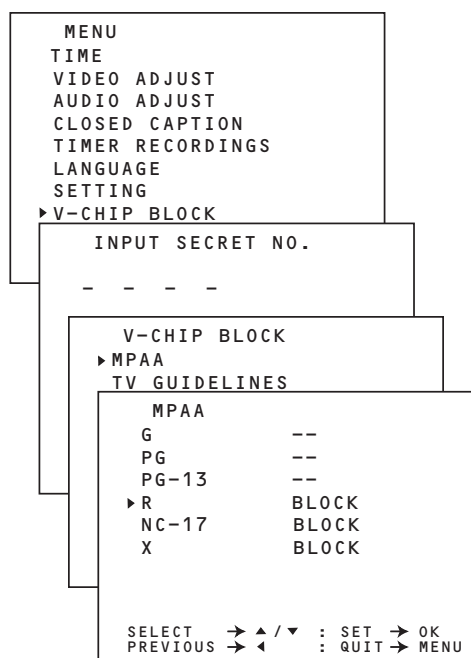 MENU
TIME
VIDEO ADJUST
AUDIO ADJUST
CLOSED CAPTION
TIMER RECORDINGS
LANGUAGE
SETTING
▶V-CHIP BLOCK
INPUT SECRET NO.
– – – –
V-CHIP BLOCK
▶MPAA
TV GUIDELINES
MPAA
G --
PG --
PG-13 --
▶R BLOCK
NC-17 BLOCK
X BLOCK
SELECT → ▲/▼ : SET → OK
PREVIOUS → ◀ : QUIT → MENU